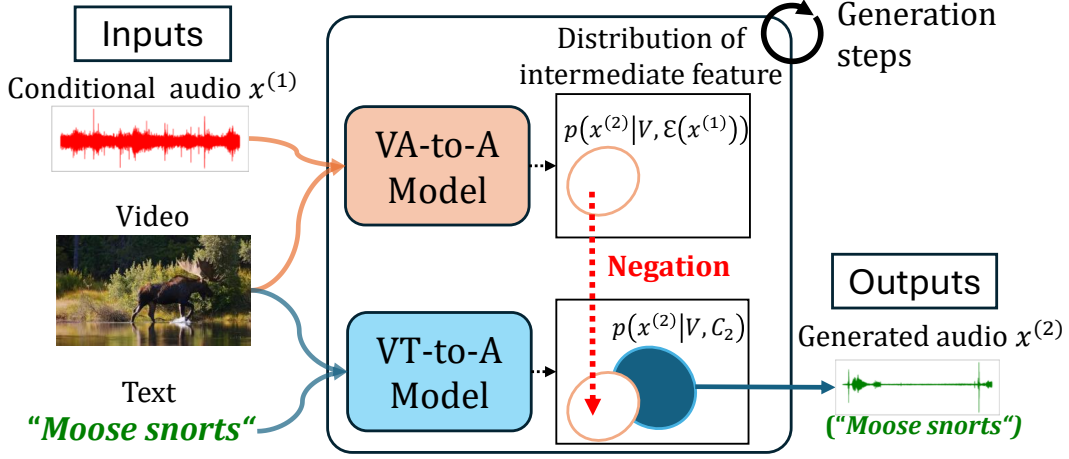 Inputs
Conditional audio x^{(1)}
Video
Text
“Moose snorts“
VA-to-A
Model
VT-to-A
Model
Distribution of
intermediate feature
p(x^{(2)}|V, ℰ(x^{(1)}))
Negation
p(x^{(2)}|V, C_2)
Generation
steps
Outputs
Generated audio x^{(2)}
(“Moose snorts“)